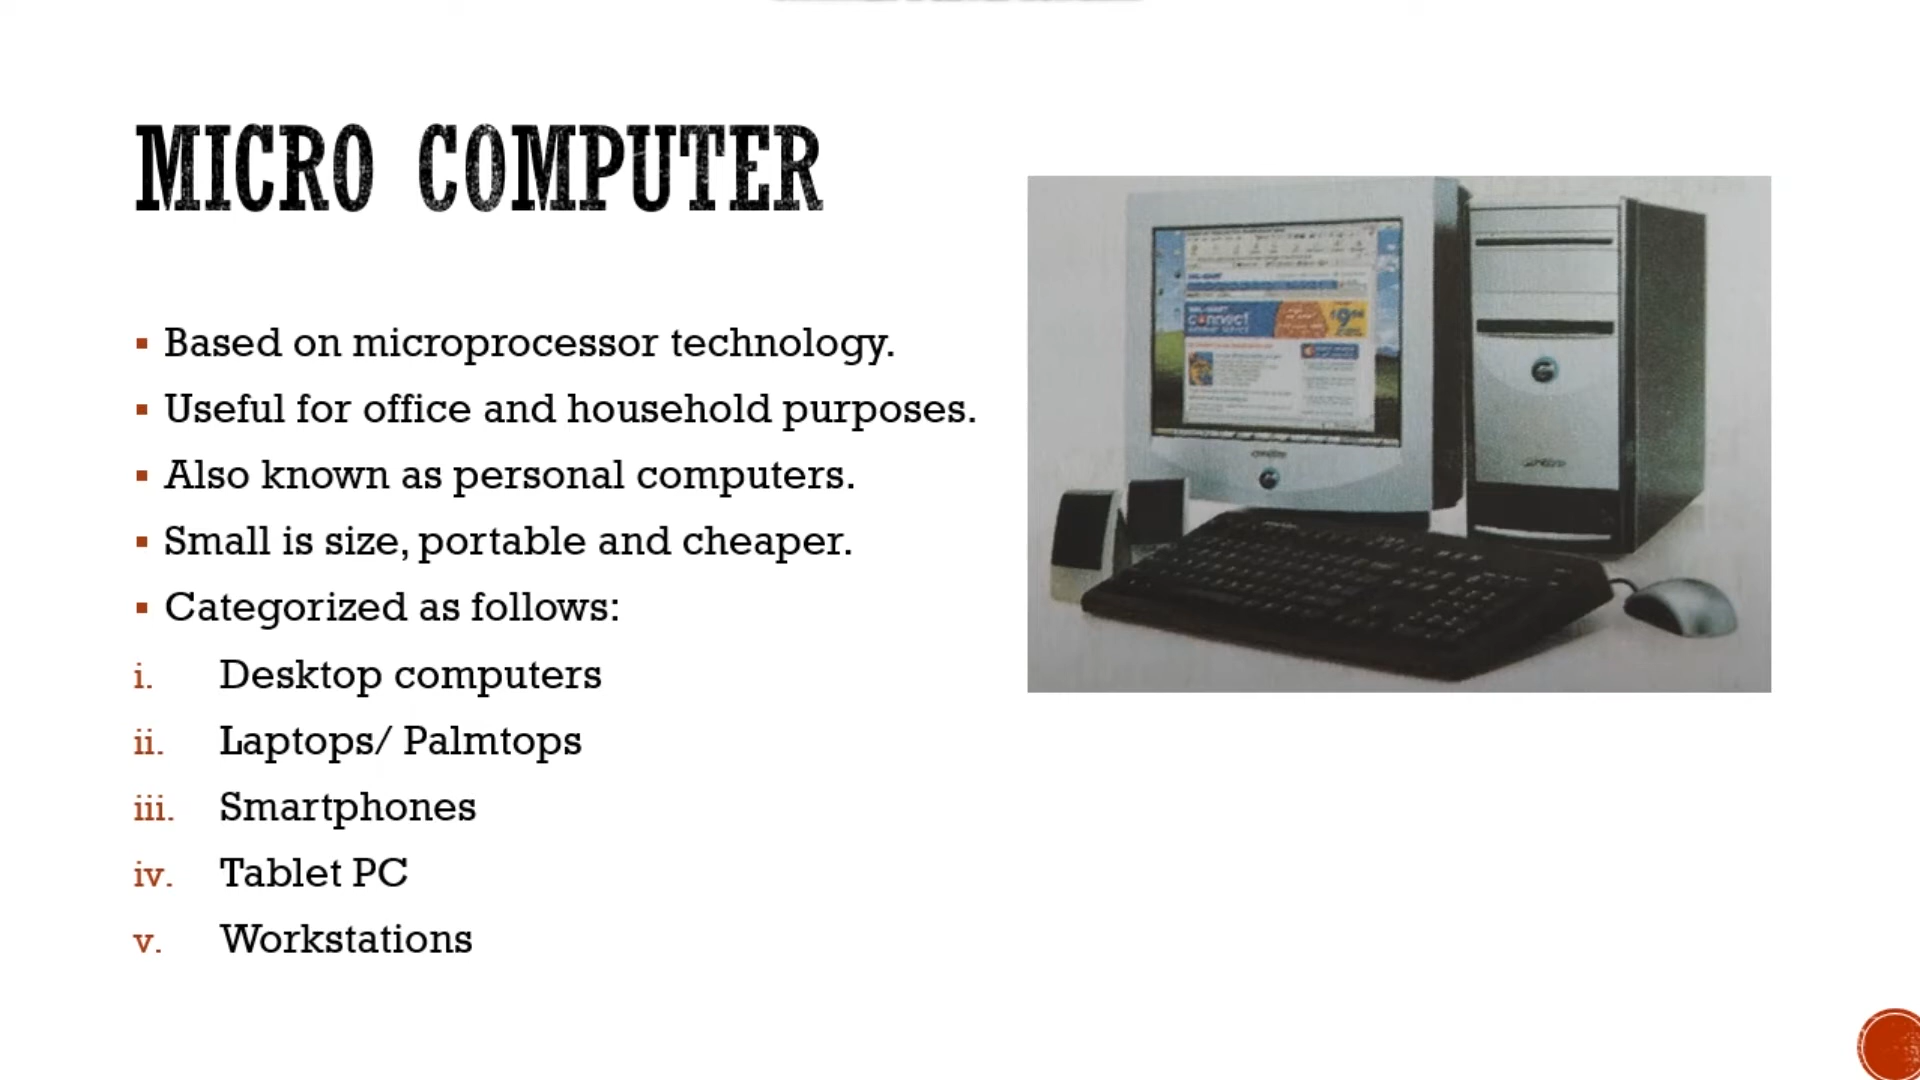 MICRO COMPUTER
▪ Based on microprocessor technology.
▪ Useful for office and household purposes.
▪ Also known as personal computers.
▪ Small is size, portable and cheaper.
▪ Categorized as follows:
i. Desktop computers
ii. Laptops/ Palmtops
iii. Smartphones
iv. Tablet PC
v. Workstations
connect